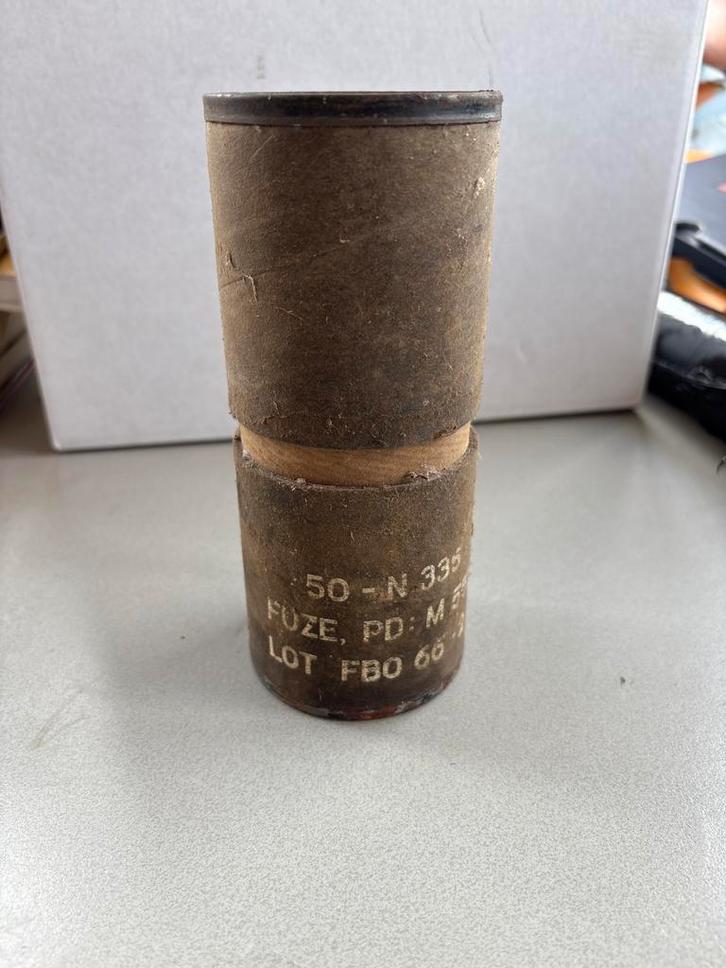 50-N 335
FUZE, PD: M
LOT FBO 66